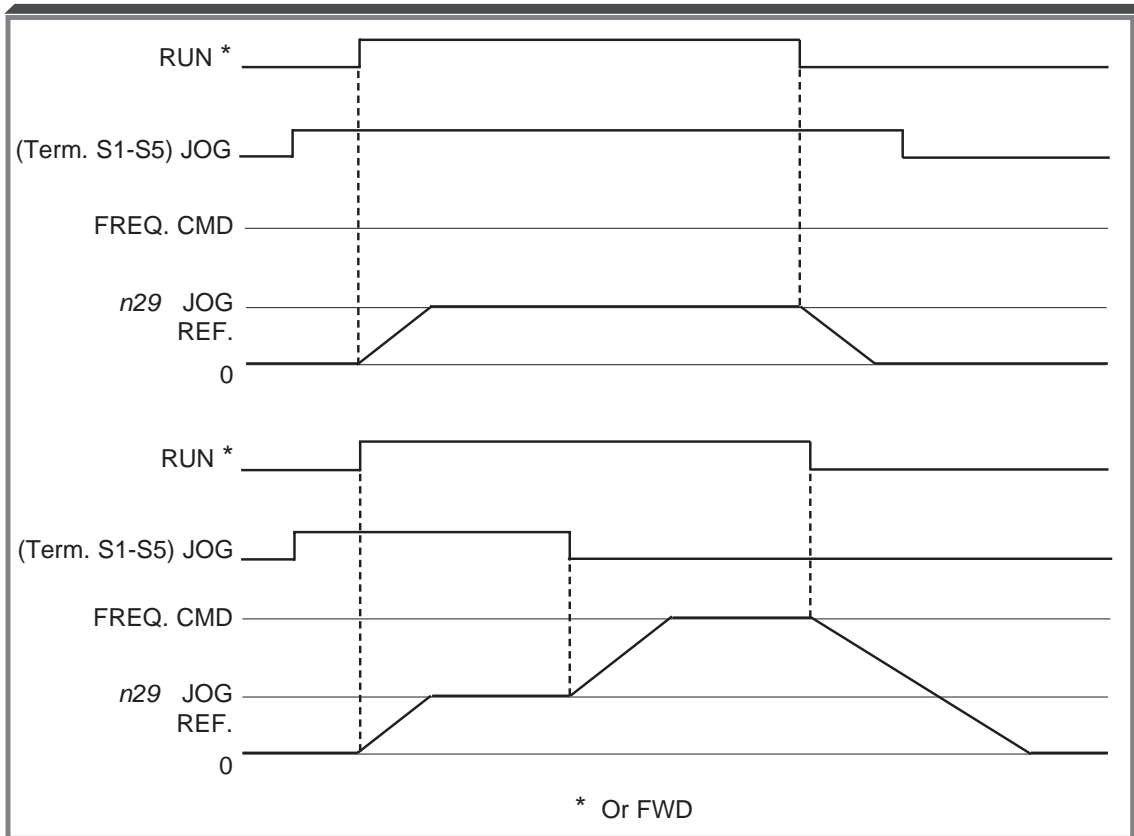 RUN *
(Term. S1-S5) JOG
FREQ. CMD
n29 JOG
REF.
0
RUN *
(Term. S1-S5) JOG
FREQ. CMD
n29 JOG
REF.
0
* Or FWD